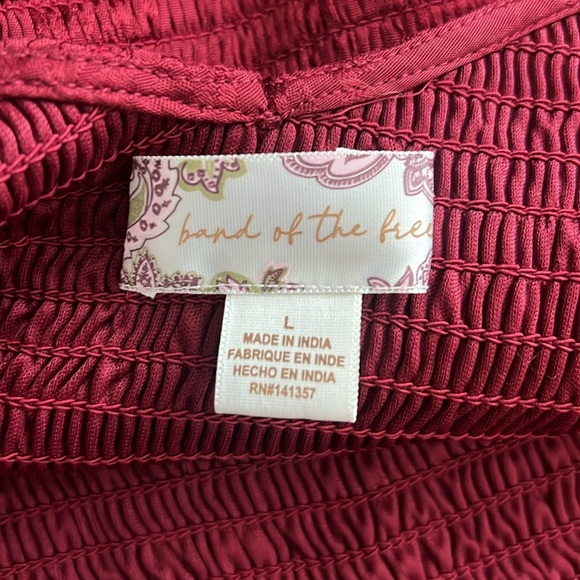 band of the free
L
MADE IN INDIA
FABRIQUE EN INDE
HECHO EN INDIA
RN#141357